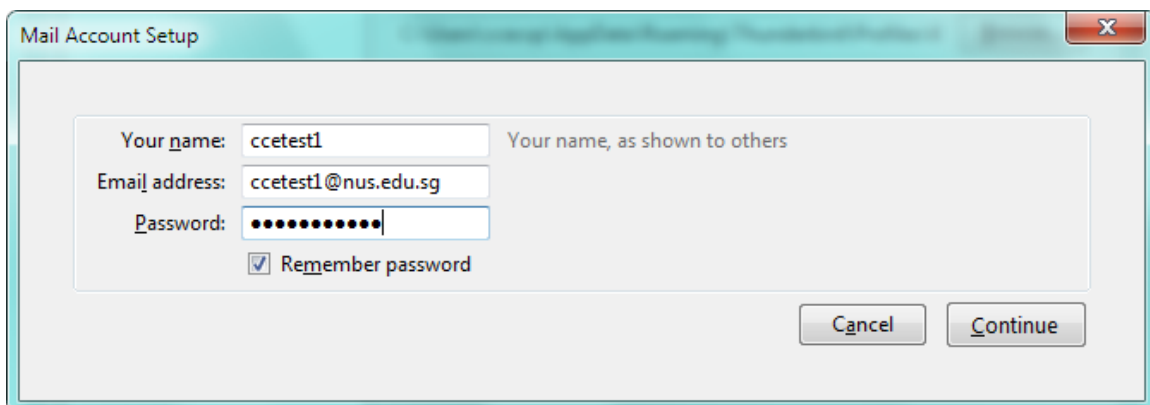 Mail Account Setup
Your name: ccetest1 Your name, as shown to others
Email address: ccetest1@nus.edu.sg
Password: ●●●●●●●●●●●
Remember password
Cancel Continue